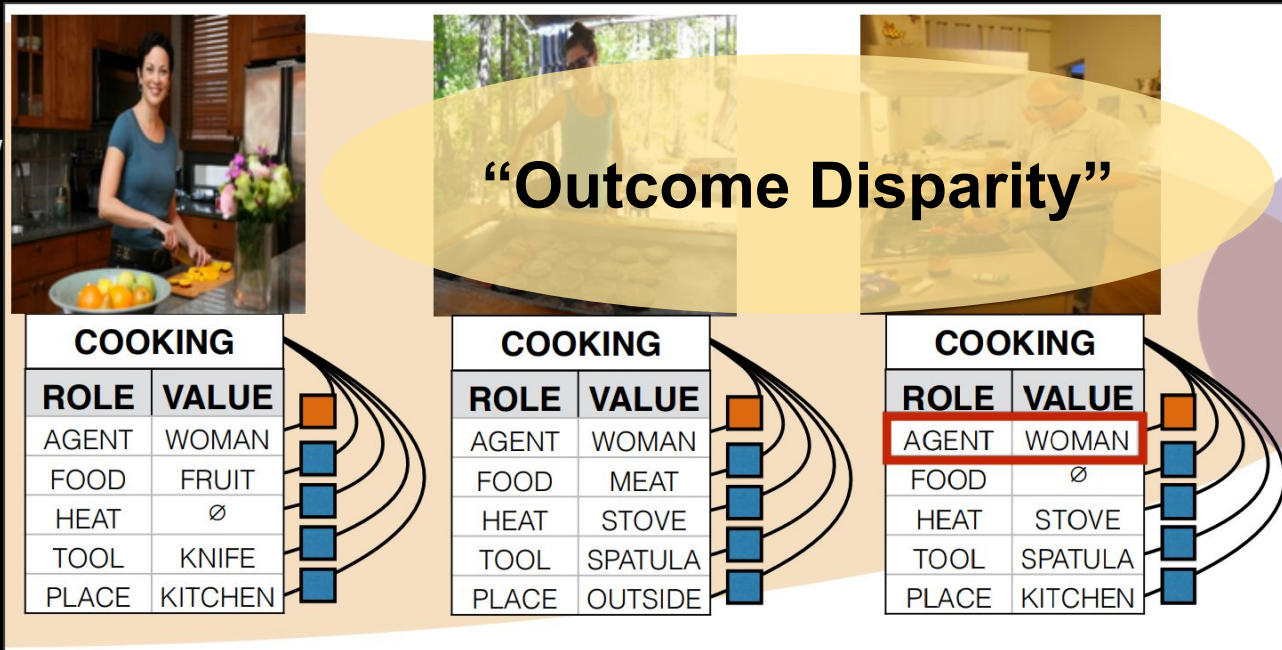 “Outcome Disparity”
COOKING
ROLE VALUE
AGENT WOMAN
FOOD FRUIT
HEAT ∅
TOOL KNIFE
PLACE KITCHEN
COOKING
ROLE VALUE
AGENT WOMAN
FOOD MEAT
HEAT STOVE
TOOL SPATULA
PLACE OUTSIDE
COOKING
ROLE VALUE
AGENT WOMAN
FOOD ∅
HEAT STOVE
TOOL SPATULA
PLACE KITCHEN